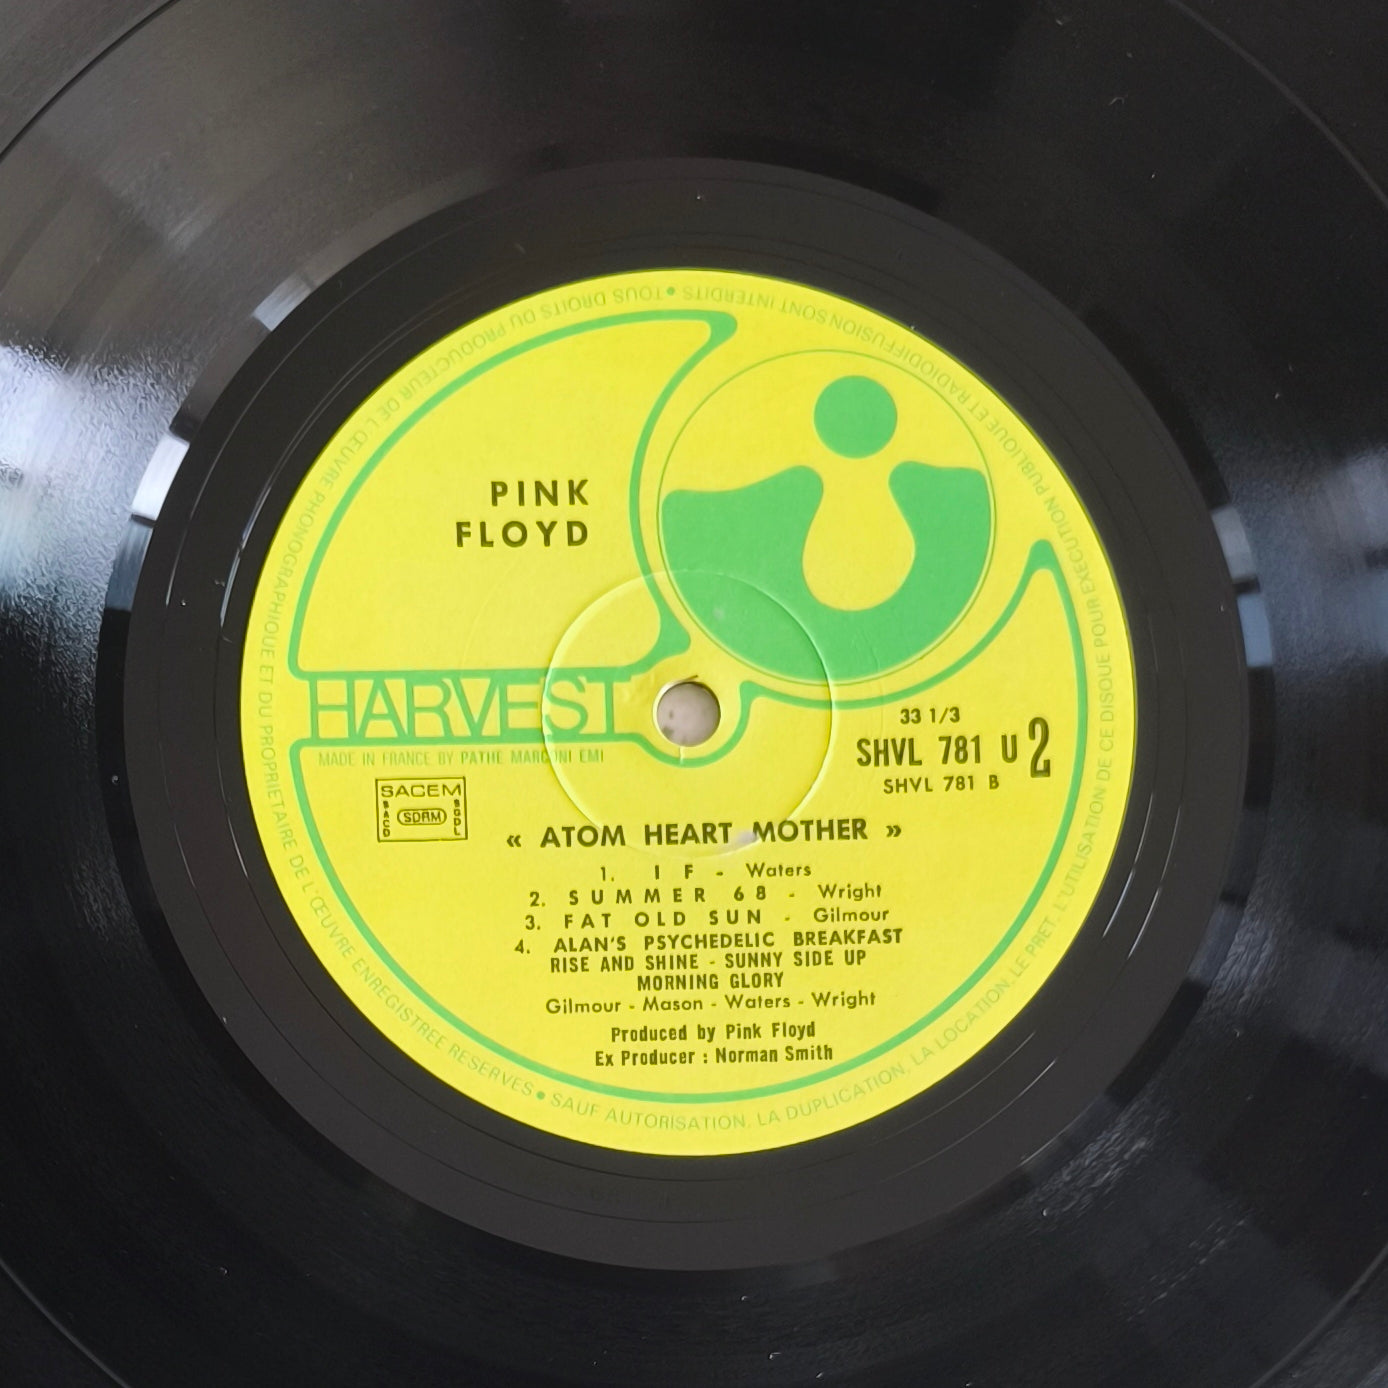 PINK
FLOYD
HARVEST
MADE IN FRANCE BY PATHE MARCONI EMI
SACEM
SACD
SDRM
SGDL
33 1/3
SHVL 781 U 2
SHVL 781 B
« ATOM HEART MOTHER »
1. IF - Waters
2. SUMMER 68 - Wright
3. FAT OLD SUN - Gilmour
4. ALAN'S PSYCHEDELIC BREAKFAST
RISE AND SHINE - SUNNY SIDE UP
MORNING GLORY
Gilmour - Mason - Waters - Wright
Produced by Pink Floyd
Ex Producer : Norman Smith
TOUS DROITS DU PRODUCTEUR DE L'ŒUVRE PHONOGRAPHIQUE ET DU PROPRIETAIRE DE L'ŒUVRE ENREGISTREE RESERVES • SAUF AUTORISATION, LA DUPLICATION, LA LOCATION, LE PRET, L'UTILISATION DE CE DISQUE POUR EXECUTION PUBLIQUE ET RADIODIFFUSION SONT INTERDITS •